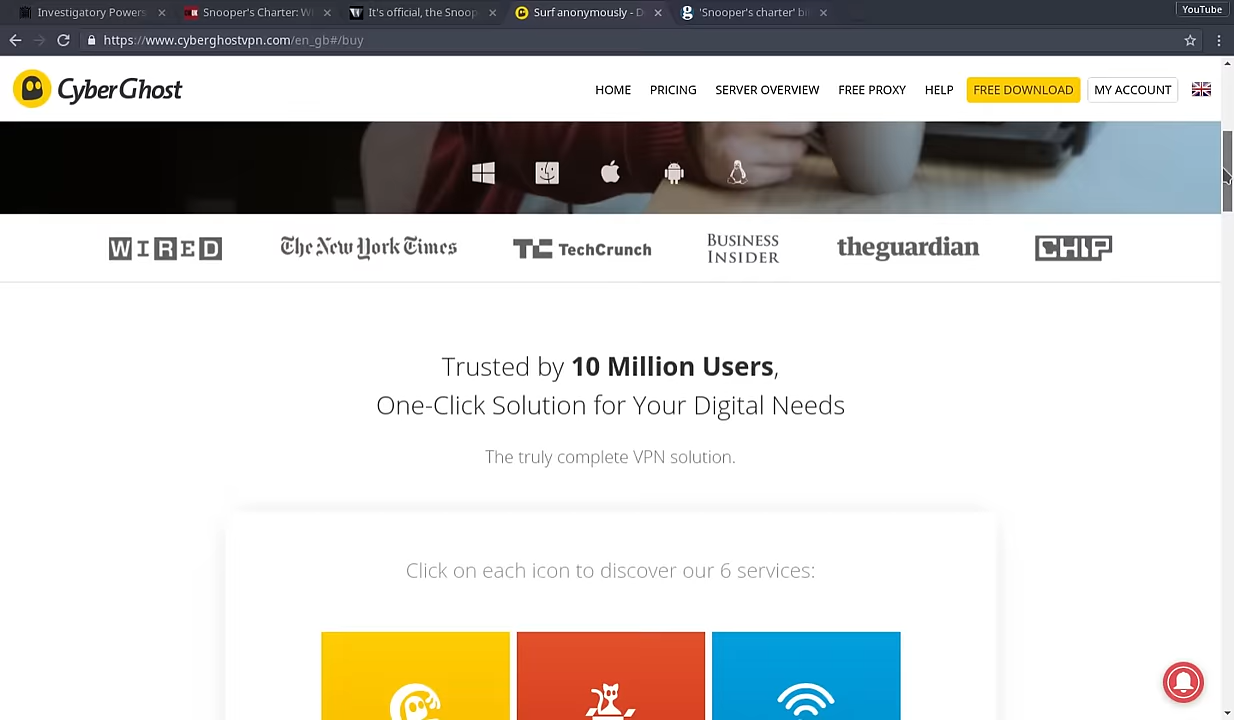 Investigatory Powers
Snooper's Charter: W
It's official, the Snoop
Surf anonymously - D
'Snooper's charter' bi
YouTube
https://www.cyberghostvpn.com/en_gb#/buy
CyberGhost
HOME
PRICING
SERVER OVERVIEW
FREE PROXY
HELP
FREE DOWNLOAD
MY ACCOUNT
WIRED
The New York Times
TC TechCrunch
BUSINESS
INSIDER
theguardian
CHIP
Trusted by 10 Million Users,
One-Click Solution for Your Digital Needs
The truly complete VPN solution.
Click on each icon to discover our 6 services: